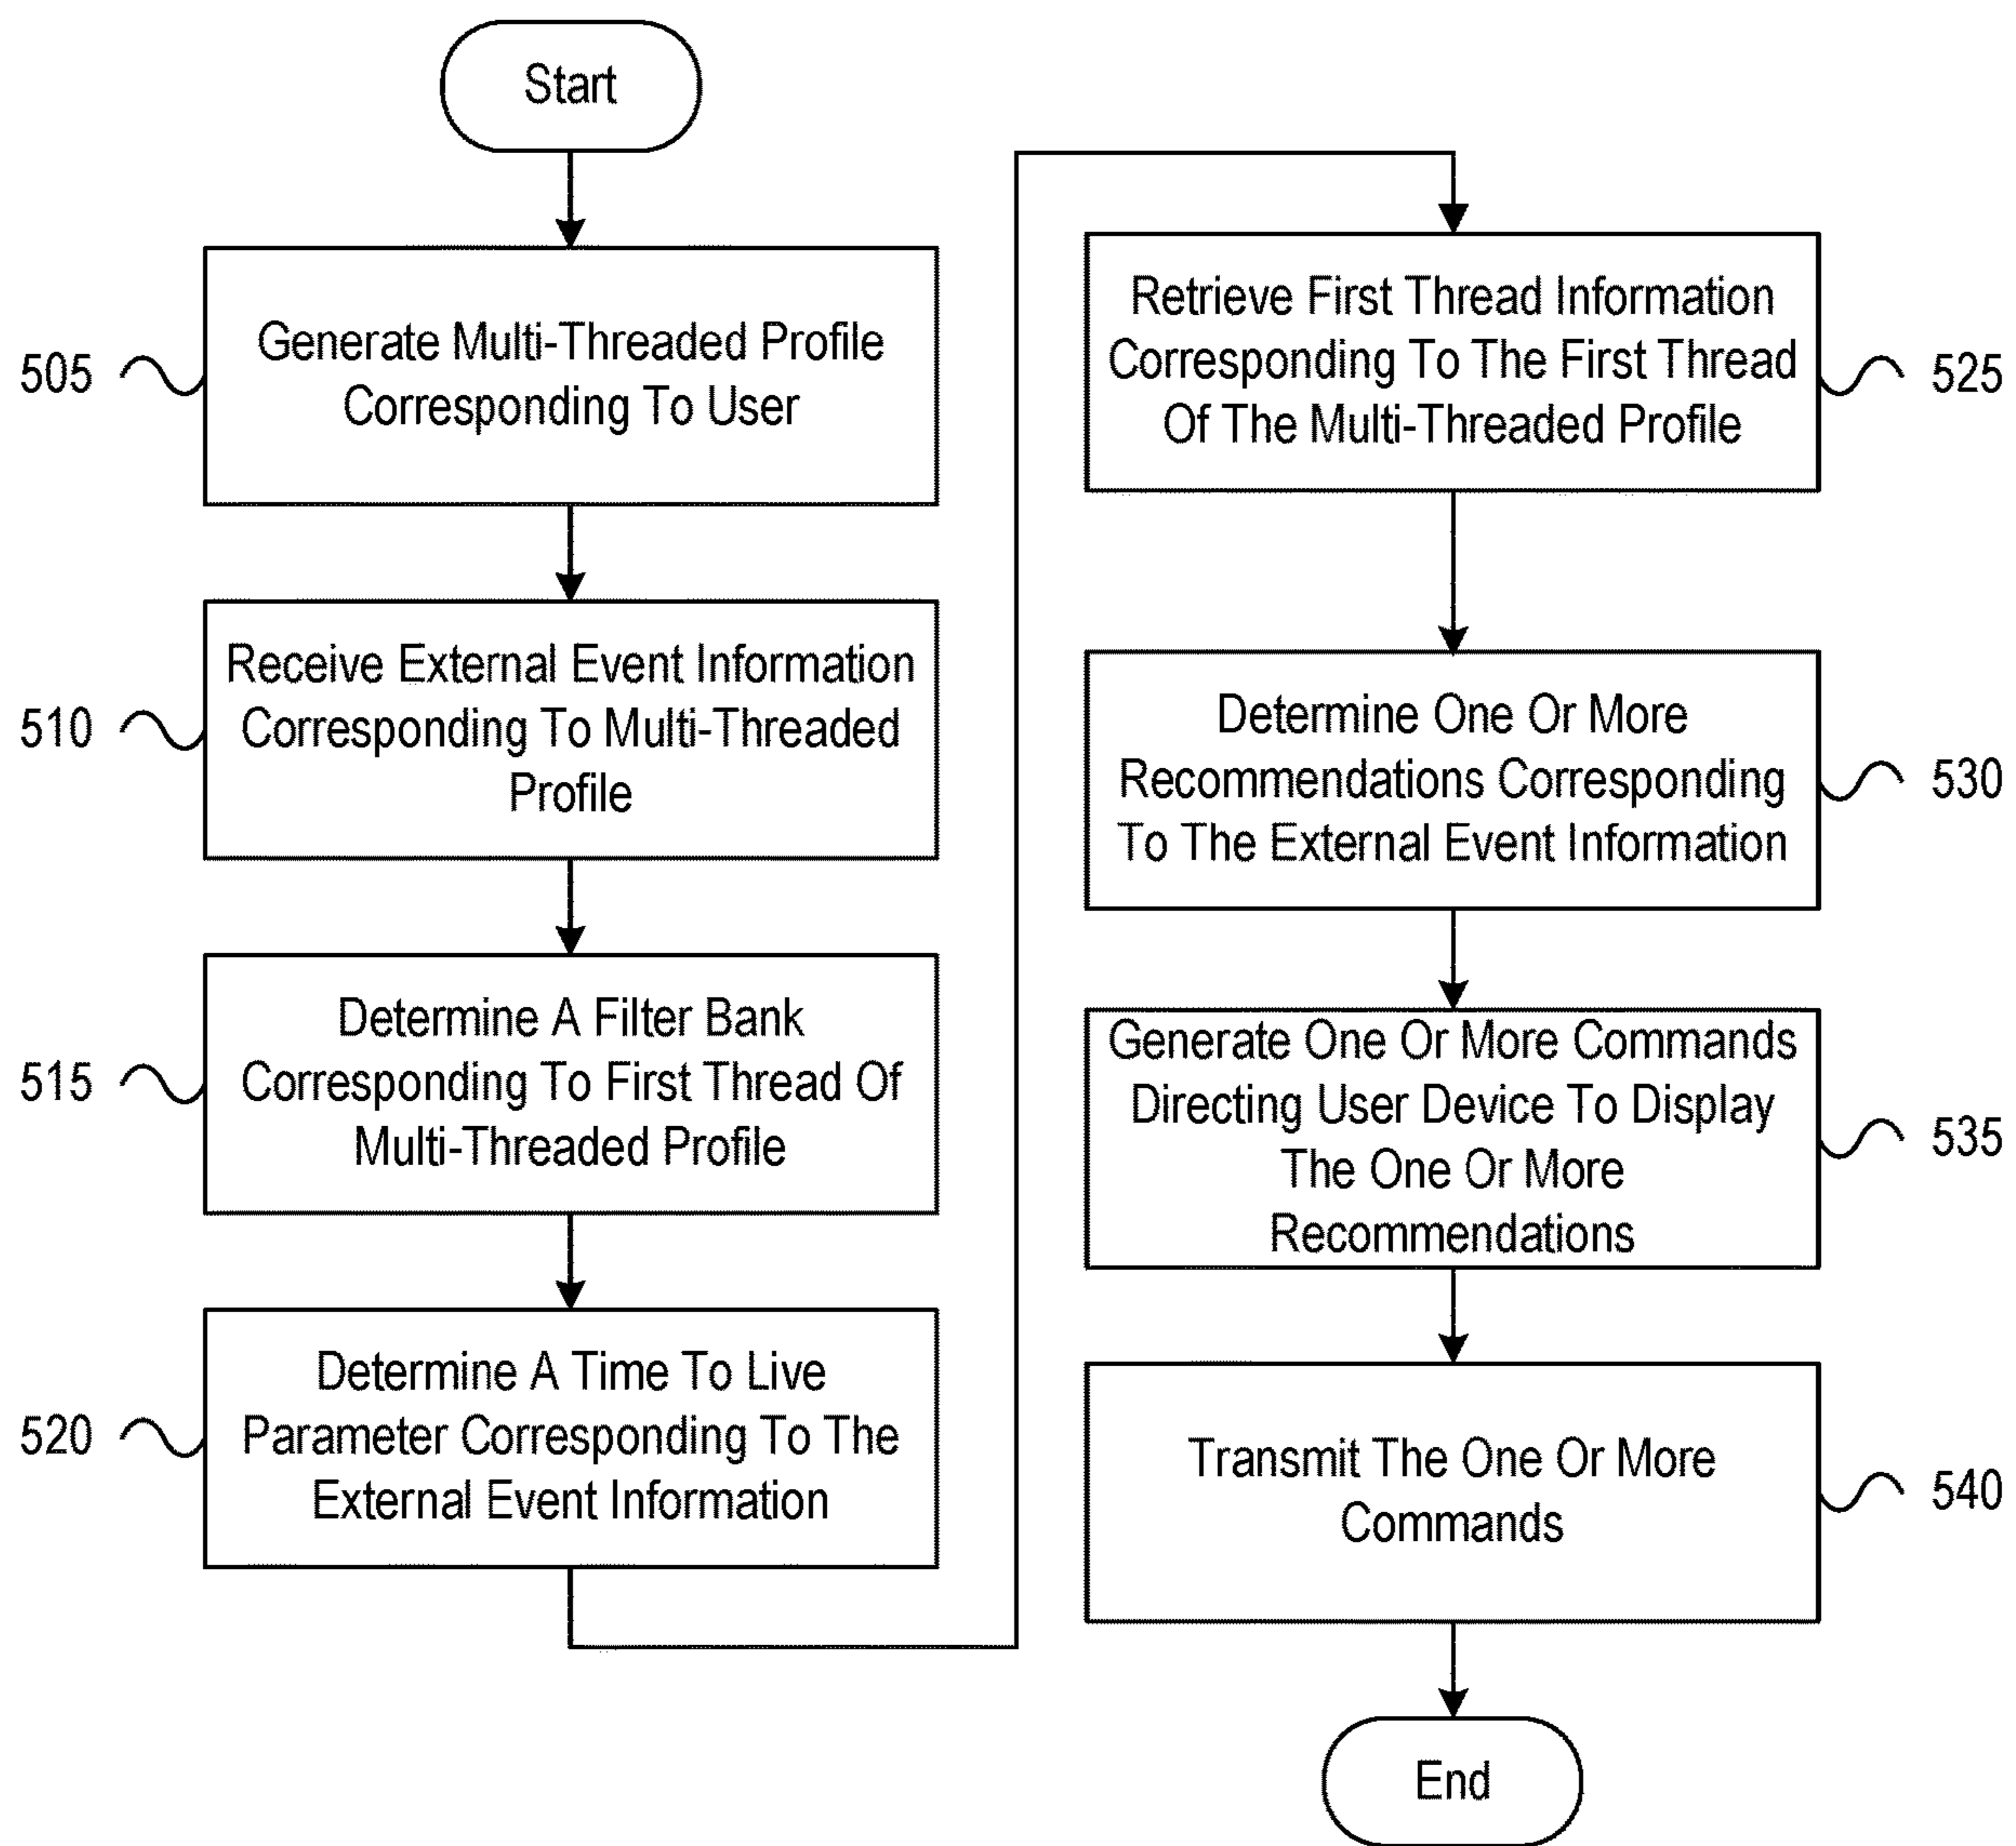 Start
505
Generate Multi-Threaded Profile
Corresponding To User
510
Receive External Event Information
Corresponding To Multi-Threaded
Profile
515
Determine A Filter Bank
Corresponding To First Thread Of
Multi-Threaded Profile
520
Determine A Time To Live
Parameter Corresponding To The
External Event Information
Retrieve First Thread Information
Corresponding To The First Thread
Of The Multi-Threaded Profile
525
Determine One Or More
Recommendations Corresponding
To The External Event Information
530
Generate One Or More Commands
Directing User Device To Display
The One Or More
Recommendations
535
Transmit The One Or More
Commands
540
End